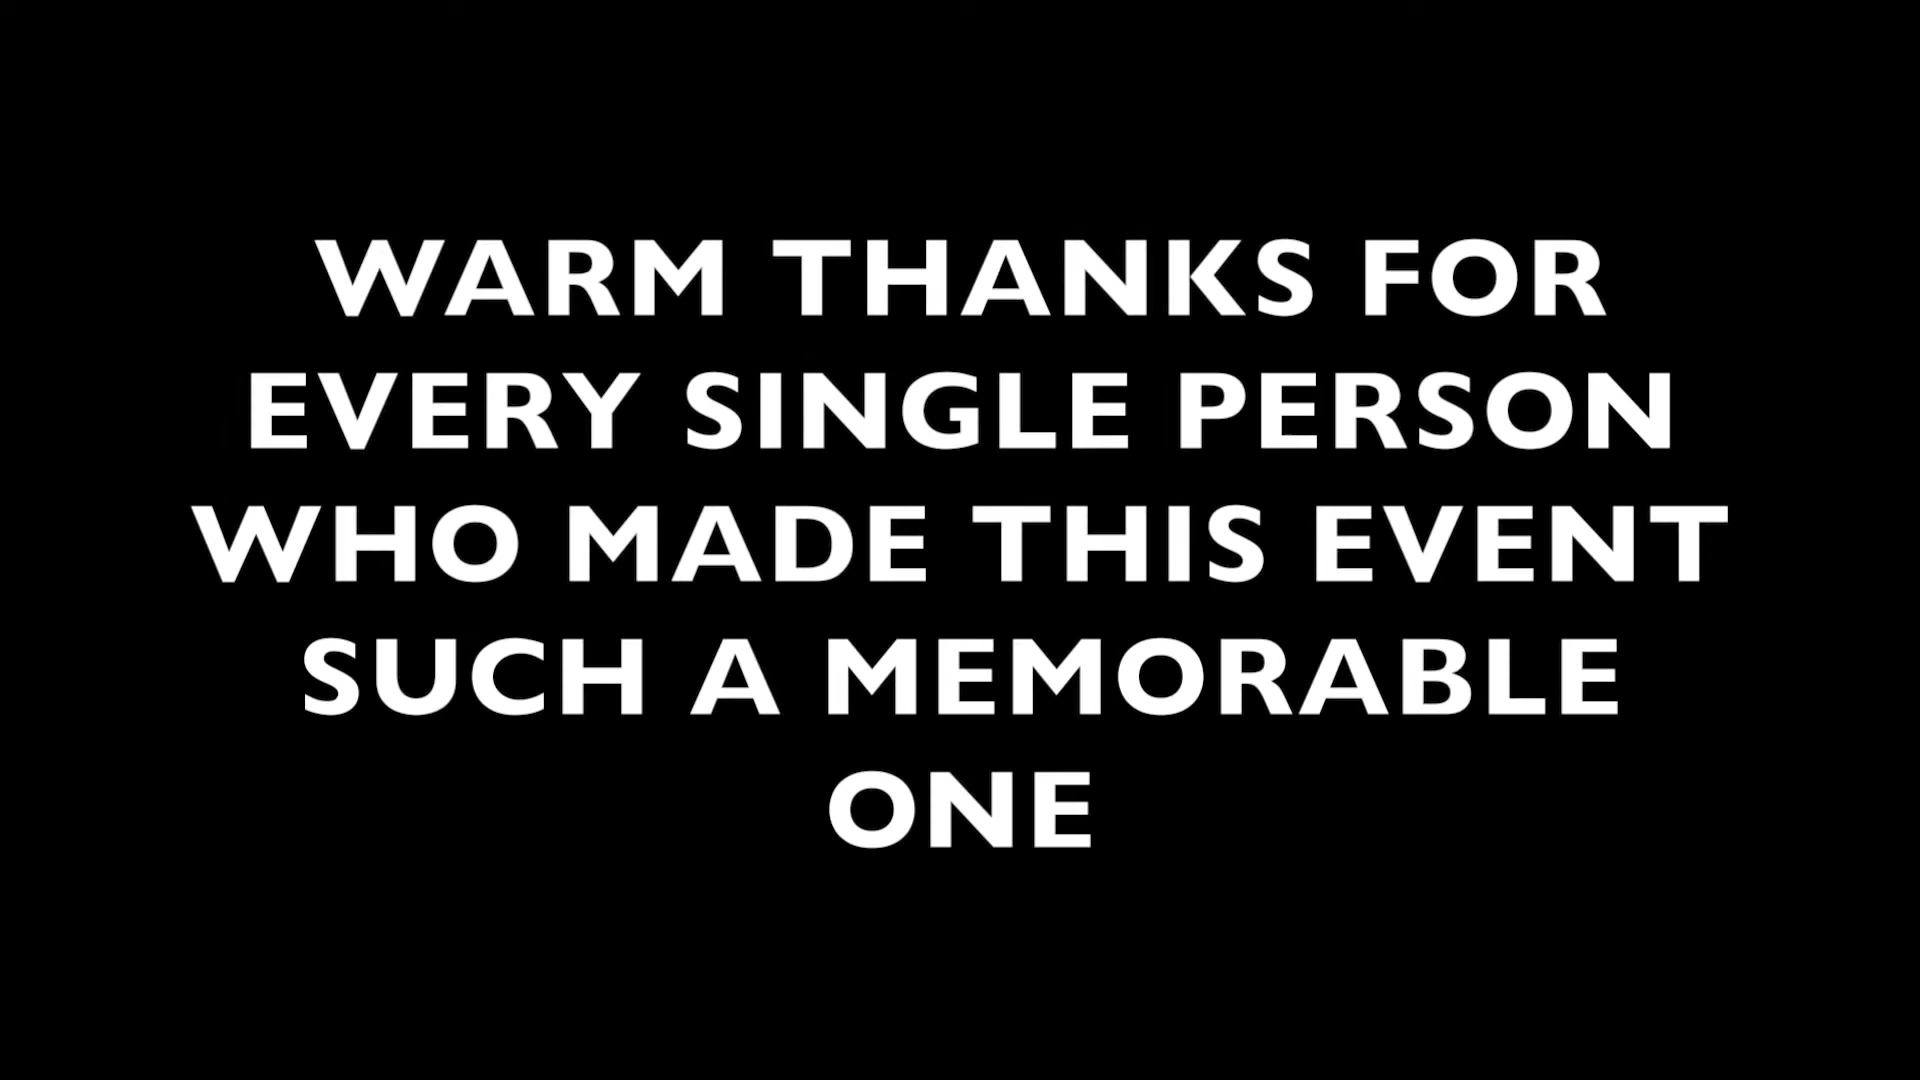 WARM THANKS FOR
EVERY SINGLE PERSON
WHO MADE THIS EVENT
SUCH A MEMORABLE
ONE